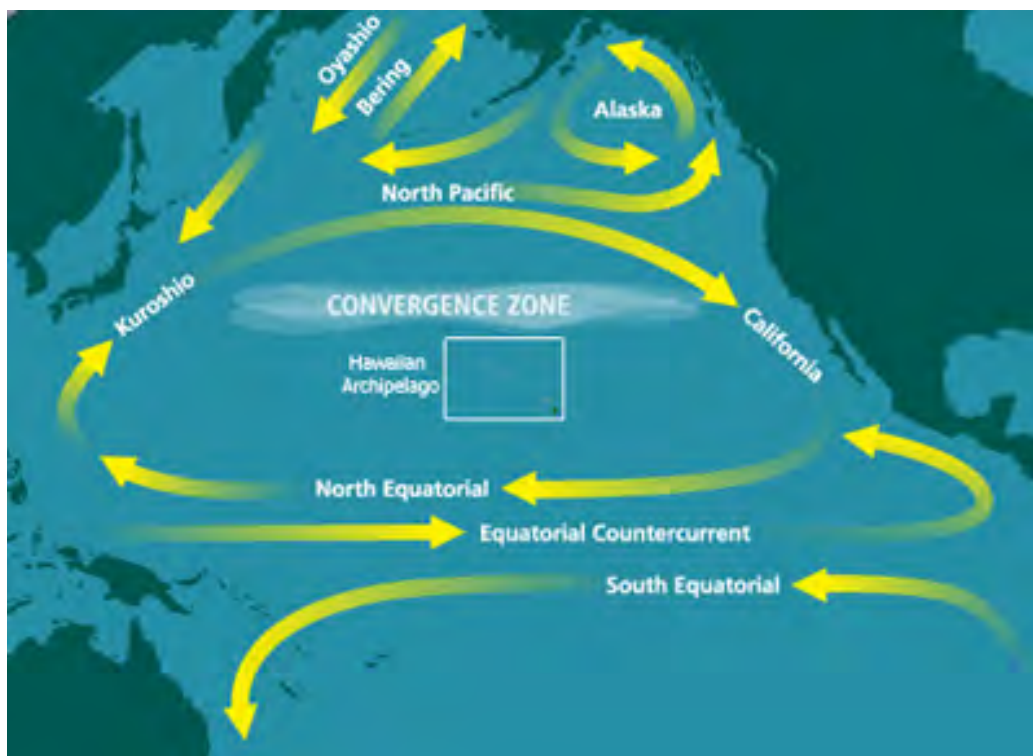 Oyashio
Bering
Alaska
North Pacific
Kuroshio
CONVERGENCE ZONE
California
Hawaiian
Archipelago
North Equatorial
Equatorial Countercurrent
South Equatorial